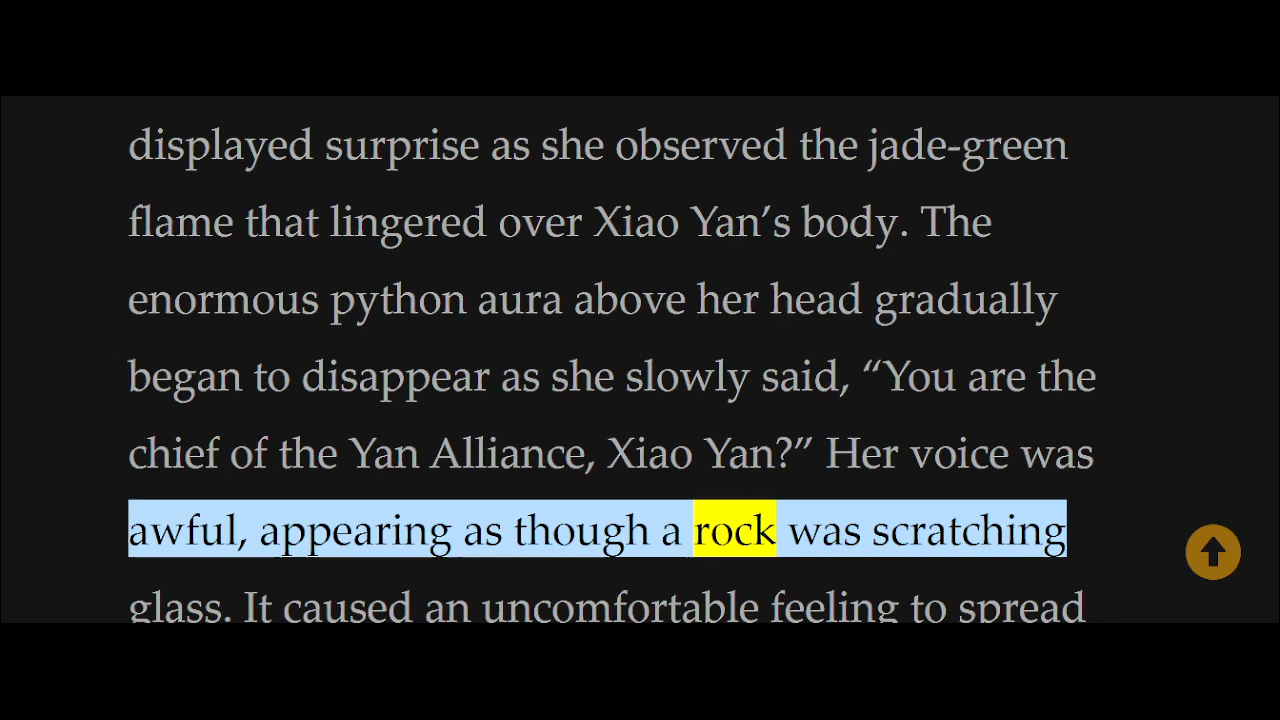 displayed surprise as she observed the jade-green
flame that lingered over Xiao Yan’s body. The
enormous python aura above her head gradually
began to disappear as she slowly said, “You are the
chief of the Yan Alliance, Xiao Yan?” Her voice was
awful, appearing as though a rock was scratching
glass. It caused an uncomfortable feeling to spread